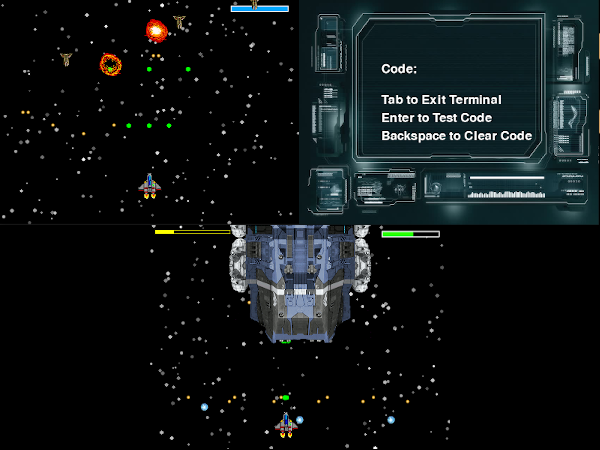 Code:
Tab to Exit Terminal
Enter to Test Code
Backspace to Clear Code